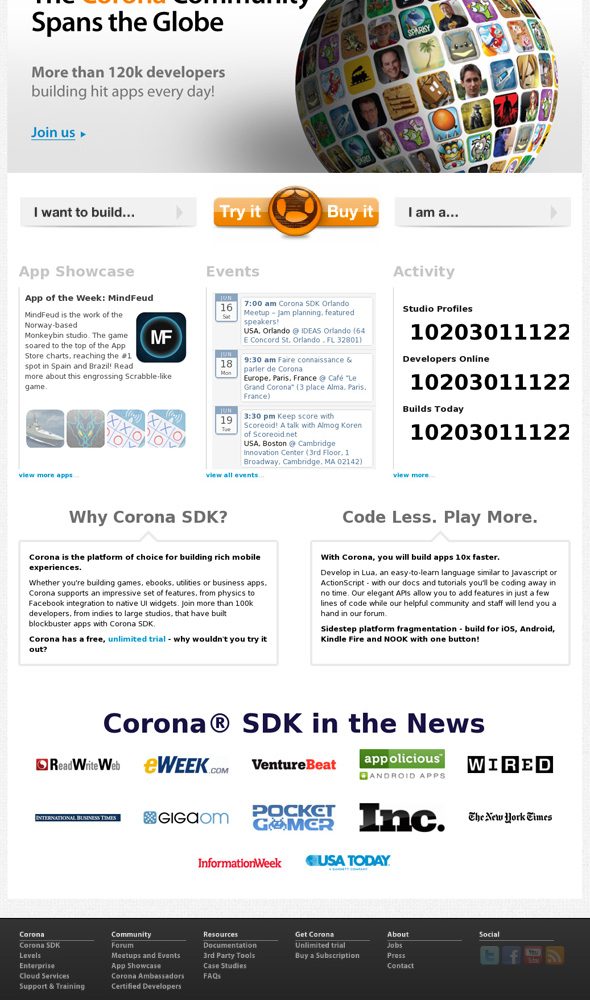 The Corona Community
Spans the Globe
More than 120k developers
building hit apps every day!
Join us
I want to build...
Try it
Buy it
I am a...
App Showcase
App of the Week: MindFeud
MindFeud is the work of the
Norway-based
Monkeybin studio. The game
soared to the top of the App
Store charts, reaching the #1
spot in Spain and Brazil! Read
more about this engrossing Scrabble-like
game.
MF
view more apps...
Events
JUN
16
Sat
7:00 am Corona SDK Orlando
Meetup – Jam planning, featured
speakers!
USA, Orlando @ IDEAS Orlando (64
E Concord St, Orlando , FL 32801)
JUN
18
Mon
9:30 am Faire connaissance &
parler de Corona
Europe, Paris, France @ Café "Le
Grand Corona" (3 place Alma, Paris,
France)
JUN
19
Tue
3:30 pm Keep score with
Scoreoid! A talk with Almog Koren
of Scoreoid.net
USA, Boston @ Cambridge
Innovation Center (3rd Floor, 1
Broadway, Cambridge, MA 02142)
view all events...
Activity
Studio Profiles
10203011122
Developers Online
10203011122
Builds Today
10203011122
view more...
Why Corona SDK?
Corona is the platform of choice for building rich mobile
experiences.
Whether you're building games, ebooks, utilities or business apps,
Corona supports an impressive set of features, from physics to
Facebook integration to native UI widgets. Join more than 100k
developers, from indies to large studios, that have built
blockbuster apps with Corona SDK.
Corona has a free, unlimited trial - why wouldn't you try it
out?
Code Less. Play More.
With Corona, you will build apps 10x faster.
Develop in Lua, an easy-to-learn language similar to Javascript or
ActionScript - with our docs and tutorials you'll be coding away in
no time. Our elegant APIs allow you to add features in just a few
lines of code while our helpful community and staff will lend you a
hand in our forum.
Sidestep platform fragmentation - build for iOS, Android,
Kindle Fire and NOOK with one button!
Corona® SDK in the News
ReadWriteWeb
eWEEK.COM
VentureBeat
appolicious™
ANDROID APPS
WIRED
INTERNATIONAL BUSINESS TIMES
GIGAOM
POCKET
GAMER
Inc.
The New York Times
InformationWeek
USA TODAY
Corona
Corona SDK
Levels
Enterprise
Cloud Services
Support & Training
Community
Forum
Meetups and Events
App Showcase
Corona Ambassadors
Certified Developers
Resources
Documentation
3rd Party Tools
Case Studies
FAQs
Get Corona
Unlimited trial
Buy a Subscription
About
Jobs
Press
Contact
Social